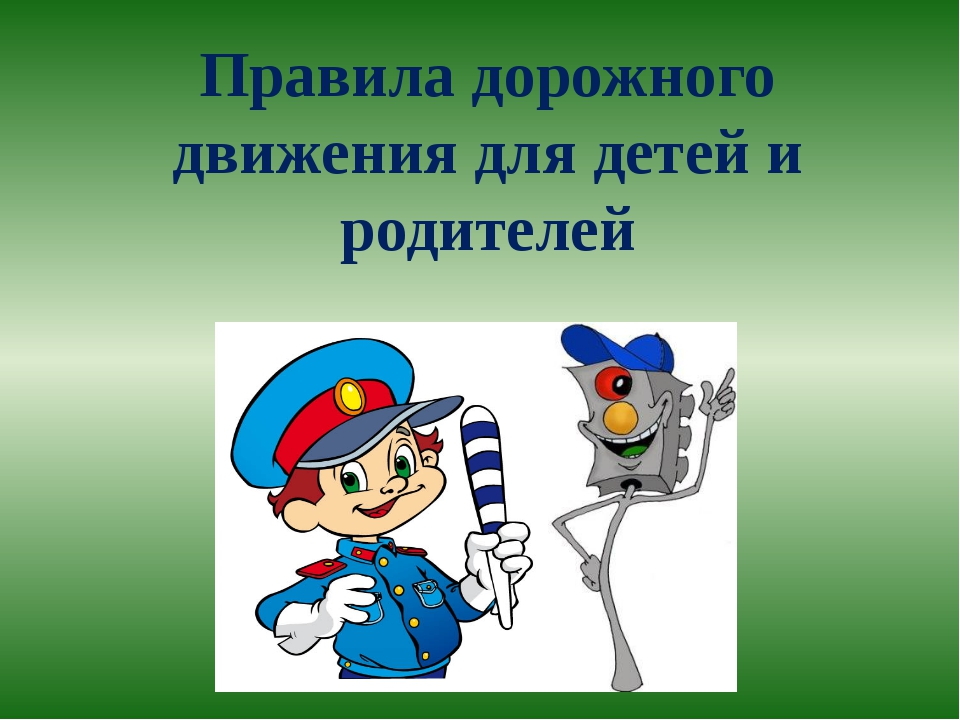 Правила дорожного
движения для детей и
родителей